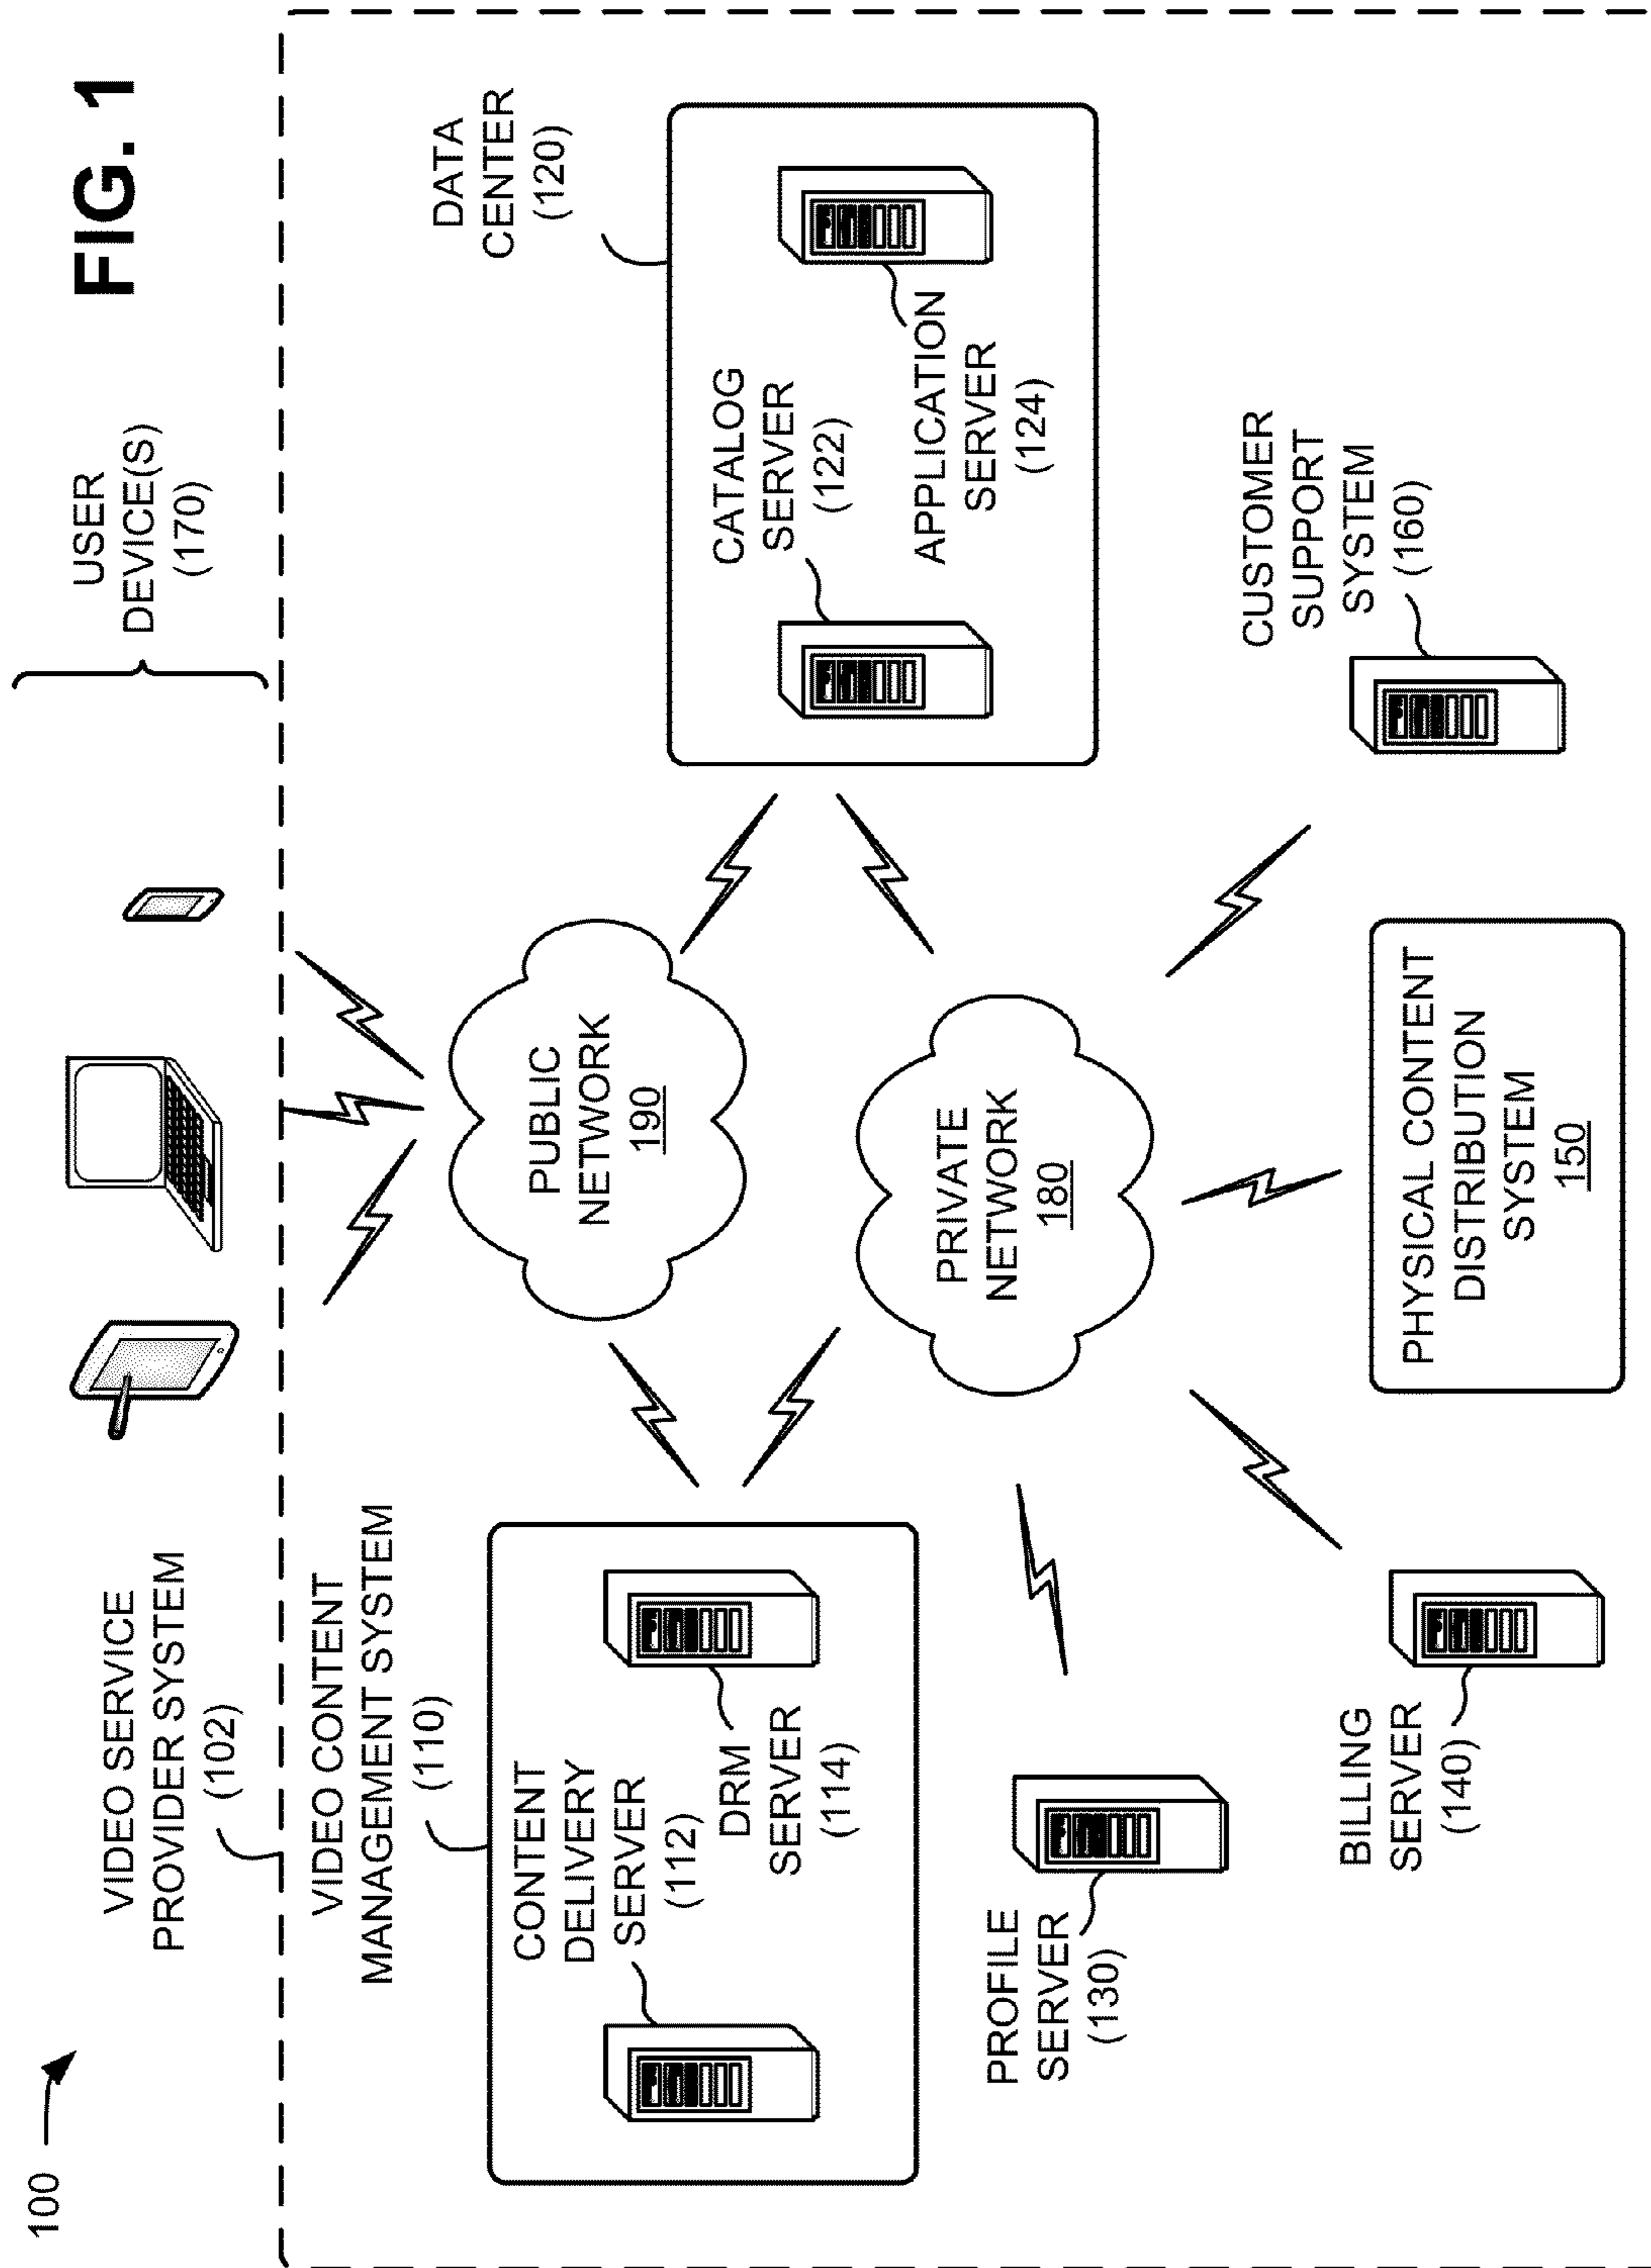 100
FIG. 1
VIDEO SERVICE
PROVIDER SYSTEM
(102)
USER
DEVICE(S)
(170)
VIDEO CONTENT
MANAGEMENT SYSTEM
(110)
CONTENT
DELIVERY
SERVER
(112)
DRM
SERVER
(114)
PUBLIC
NETWORK
190
DATA
CENTER
(120)
CATALOG
SERVER
(122)
APPLICATION
SERVER
(124)
PRIVATE
NETWORK
180
PROFILE
SERVER
(130)
BILLING
SERVER
(140)
PHYSICAL CONTENT
DISTRIBUTION
SYSTEM
150
CUSTOMER
SUPPORT
SYSTEM
(160)